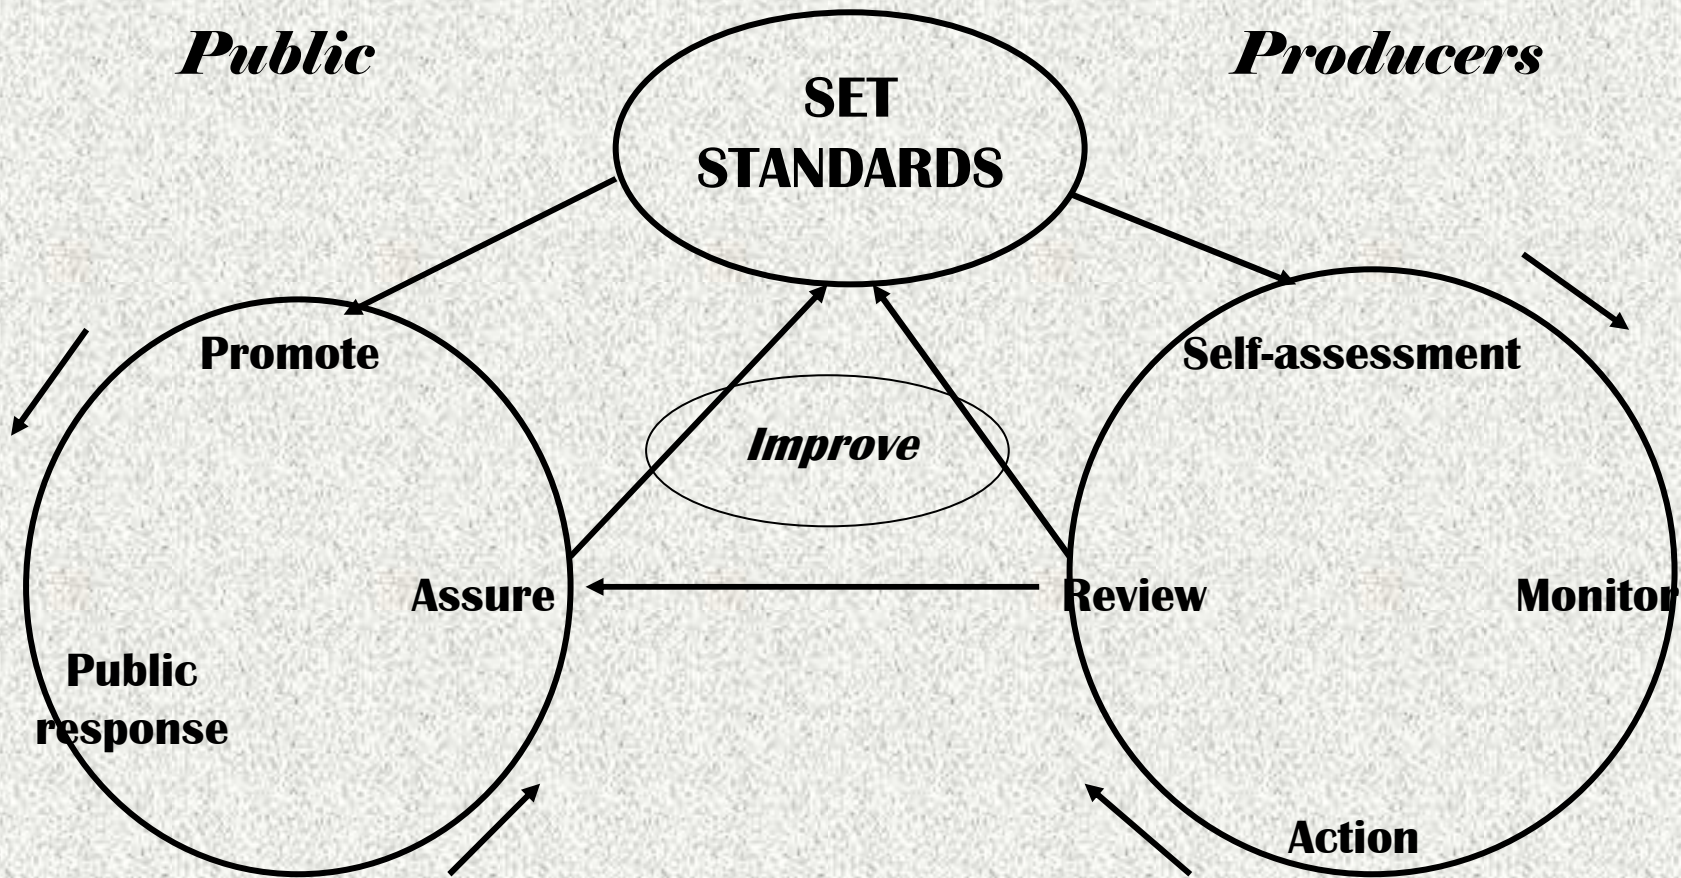 Public
Producers
SET
STANDARDS
Promote
Self-assessment
Improve
Assure
Review
Monitor
Public
response
Action